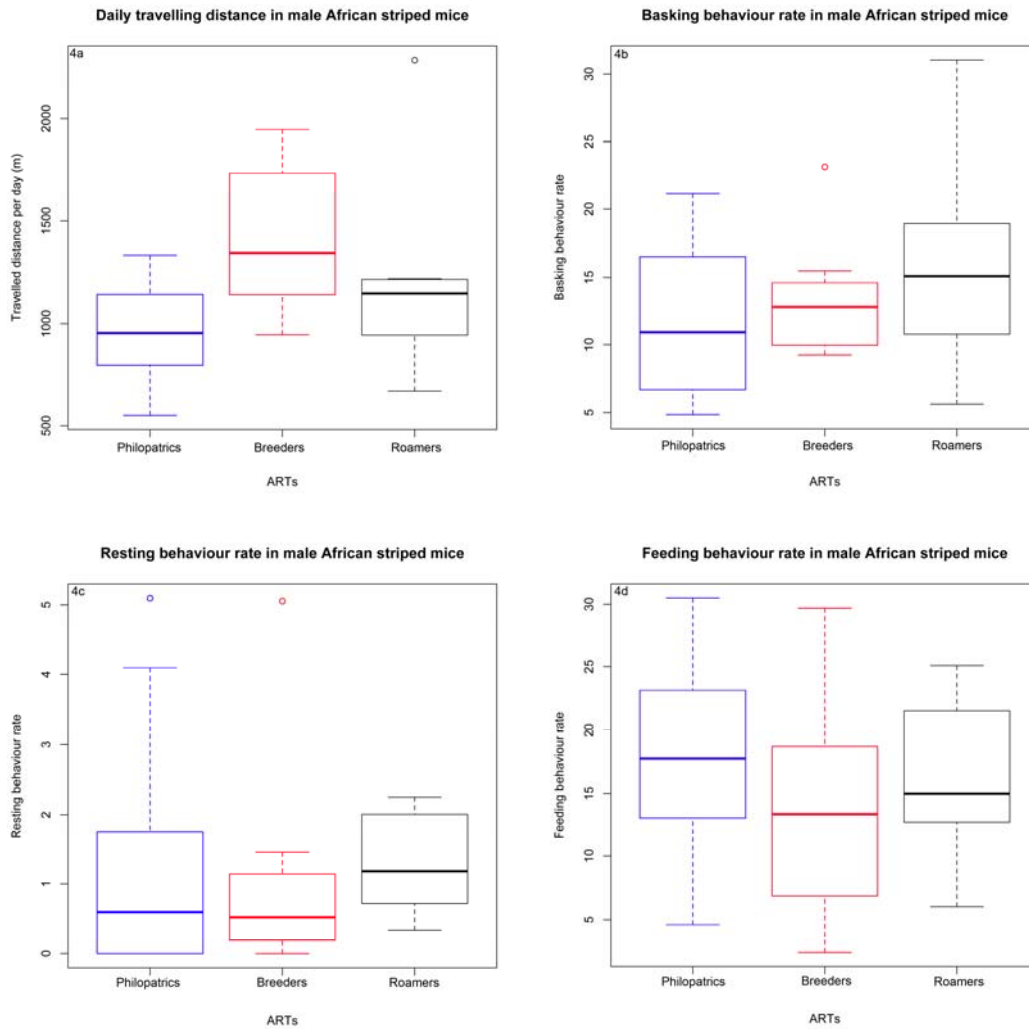 Daily travelling distance in male African striped mice
4a
Travelled distance per day (m)
2000
1500
1000
500
Philopatrics Breeders Roamers
ARTs
Basking behaviour rate in male African striped mice
4b
Basking behaviour rate
30
25
20
15
10
5
Philopatrics Breeders Roamers
ARTs
Resting behaviour rate in male African striped mice
4c
Resting behaviour rate
5
4
3
2
1
0
Philopatrics Breeders Roamers
ARTs
Feeding behaviour rate in male African striped mice
4d
Feeding behaviour rate
30
25
20
15
10
5
Philopatrics Breeders Roamers
ARTs